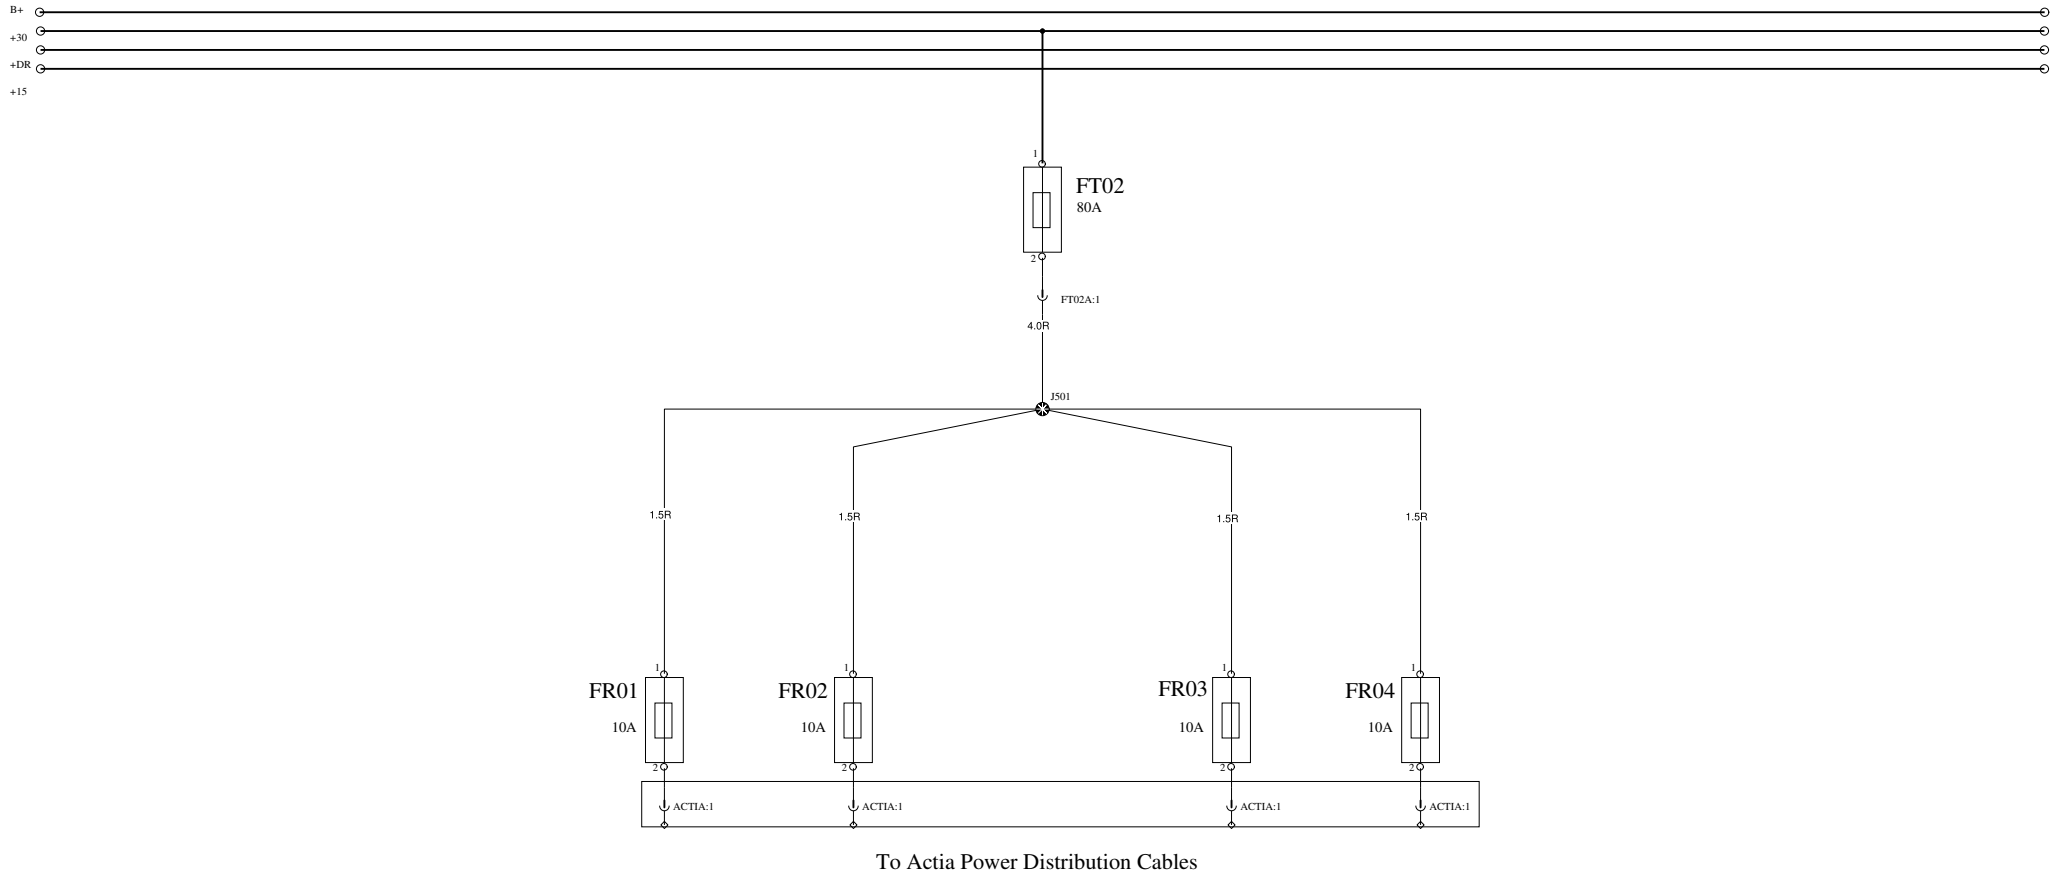 B+
+30
+DR
+15
1
FT02
80A
2
FT02A:1
4.0R
J501
1.5R 1.5R 1.5R 1.5R
1 1 1 1
FR01 FR02 FR03 FR04
10A 10A 10A 10A
2 2 2 2
ACTIA:1 ACTIA:1 ACTIA:1 ACTIA:1
To Actia Power Distribution Cables